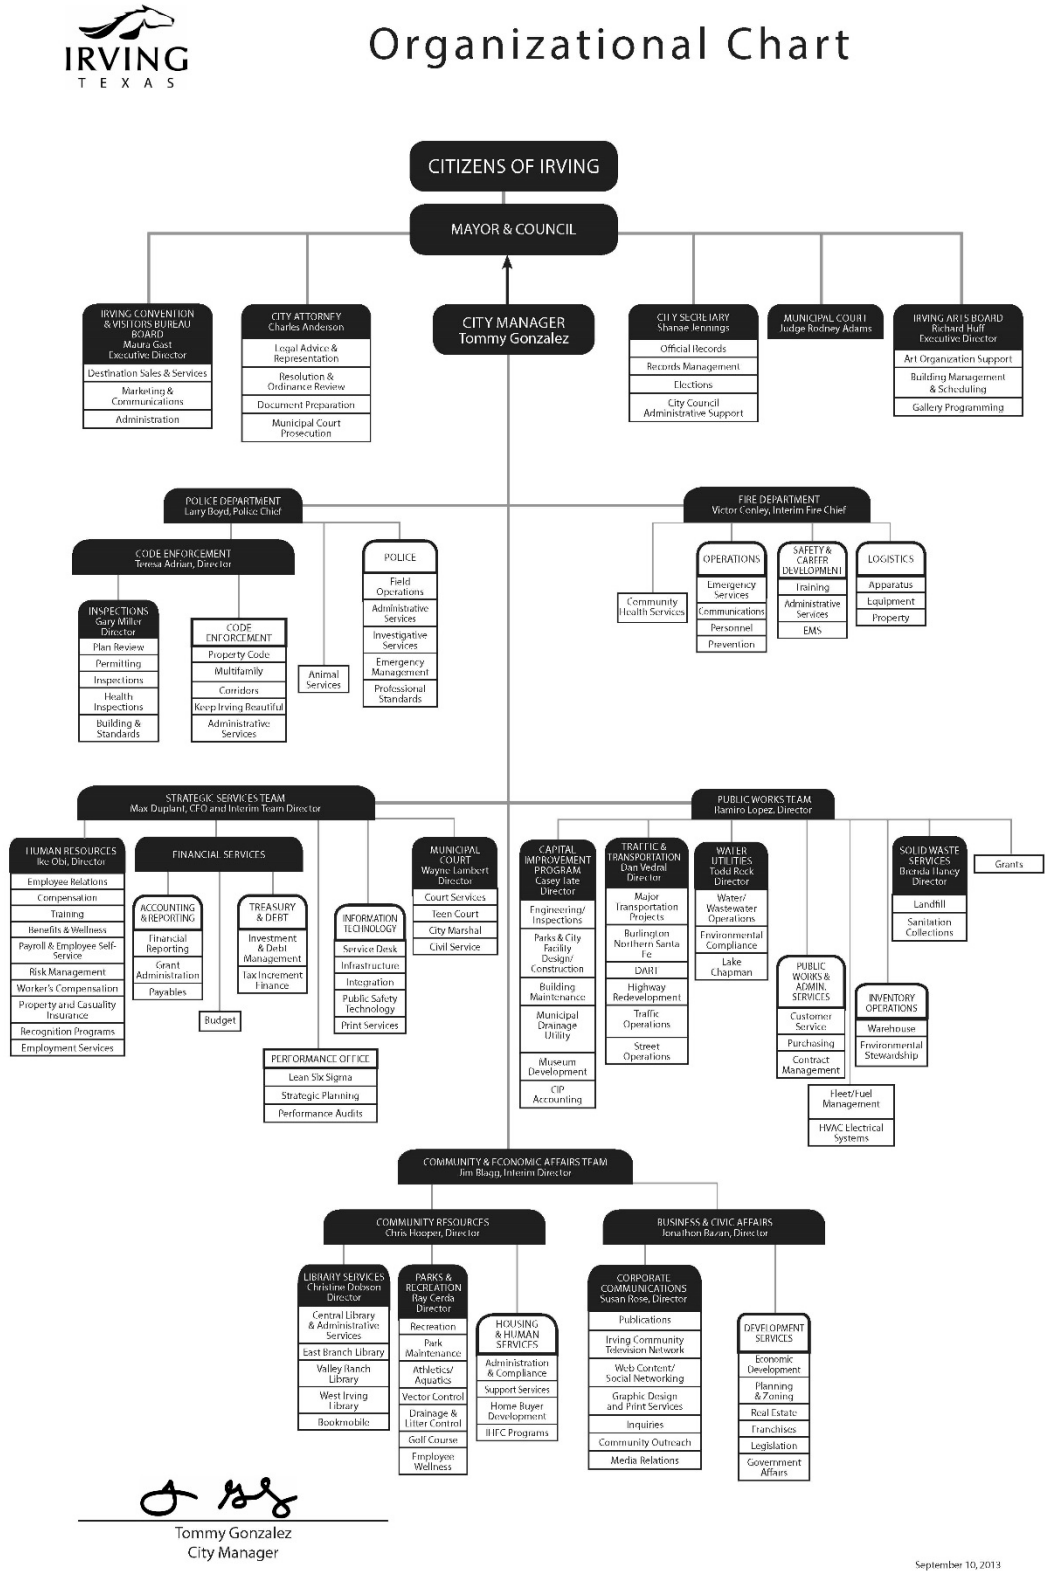 IRVING
TEXAS
Organizational Chart
CITIZENS OF IRVING
MAYOR & COUNCIL
IRVING CONVENTION
& VISITORS BUREAU
BOARD
Maura Gast
Executive Director
Destination Sales & Services
Marketing &
Communications
Administration
CITY ATTORNEY
Charles Anderson
Legal Advice &
Representation
Resolution &
Ordinance Review
Document Preparation
Municipal Court
Prosecution
CITY MANAGER
Tommy Gonzalez
CITY SECRETARY
Shanae Jennings
Official Records
Records Management
Elections
City Council
Administrative Support
MUNICIPAL COURT
Judge Rodney Adams
IRVING ARTS BOARD
Richard Huff
Executive Director
Art Organization Support
Building Management
& Scheduling
Gallery Programming
POLICE DEPARTMENT
Larry Boyd, Police Chief
CODE ENFORCEMENT
Teresa Adrian, Director
INSPECTIONS
Gary Miller
Director
Plan Review
Permitting
Inspections
Health
Inspections
Building &
Standards
CODE
ENFORCEMENT
Property Code
Multifamily
Corridors
Keep Irving Beautiful
Administrative
Services
Animal
Services
POLICE
Field
Operations
Administrative
Services
Investigative
Services
Emergency
Management
Professional
Standards
FIRE DEPARTMENT
Victor Conley, Interim Fire Chief
Community
Health Services
OPERATIONS
Emergency
Services
Communications
Personnel
Prevention
SAFETY &
CAREER
DEVELOPMENT
Training
Administrative
Services
EMS
LOGISTICS
Apparatus
Equipment
Property
STRATEGIC SERVICES TEAM
Max Duplant, CFO and Interim Team Director
HUMAN RESOURCES
Ike Obi, Director
Employee Relations
Compensation
Training
Benefits & Wellness
Payroll & Employee Self-
Service
Risk Management
Worker's Compensation
Property and Casuality
Insurance
Recognition Programs
Employment Services
FINANCIAL SERVICES
ACCOUNTING
& REPORTING
Financial
Reporting
Grant
Administration
Payables
Budget
TREASURY
& DEBT
Investment
& Debt
Management
Tax Increment
Finance
PERFORMANCE OFFICE
Lean Six Sigma
Strategic Planning
Performance Audits
INFORMATION
TECHNOLOGY
Service Desk
Infrastructure
Integration
Public Safety
Technology
Print Services
MUNICIPAL
COURT
Wayne Lambert
Director
Court Services
Teen Court
City Marshal
Civil Service
PUBLIC WORKS TEAM
Ramiro Lopez, Director
CAPITAL
IMPROVEMENT
PROGRAM
Casey Tate
Director
Engineering/
Inspections
Parks & City
Facility
Design/
Construction
Building
Maintenance
Municipal
Drainage
Utility
Museum
Development
CIP
Accounting
TRAFFIC &
TRANSPORTATION
Dan Vedral
Director
Major
Transportation
Projects
Burlington
Northern Santa
Fe
DART
Highway
Redevelopment
Traffic
Operations
Street
Operations
WATER
UTILITIES
Todd Reck
Director
Water/
Wastewater
Operations
Environmental
Compliance
Lake
Chapman
PUBLIC
WORKS &
ADMIN.
SERVICES
Customer
Service
Purchasing
Contract
Management
Fleet/Fuel
Management
HVAC Electrical
Systems
INVENTORY
OPERATIONS
Warehouse
Environmental
Stewardship
SOLID WASTE
SERVICES
Brenda Haney
Director
Landfill
Sanitation
Collections
Grants
COMMUNITY & ECONOMIC AFFAIRS TEAM
Jim Blagg, Interim Director
COMMUNITY RESOURCES
Chris Hooper, Director
LIBRARY SERVICES
Christine Dobson
Director
Central Library
& Administrative
Services
East Branch Library
Valley Ranch
Library
West Irving
Library
Bookmobile
PARKS &
RECREATION
Ray Cerda
Director
Recreation
Park
Maintenance
Athletics/
Aquatics
Vector Control
Drainage &
Litter Control
Golf Course
Employee
Wellness
HOUSING
& HUMAN
SERVICES
Administration
& Compliance
Support Services
Home Buyer
Development
IHFC Programs
BUSINESS & CIVIC AFFAIRS
Jonathon Bazan, Director
CORPORATE
COMMUNICATIONS
Susan Rose, Director
Publications
Irving Community
Television Network
Web Content/
Social Networking
Graphic Design
and Print Services
Inquiries
Community Outreach
Media Relations
DEVELOPMENT
SERVICES
Economic
Development
Planning
& Zoning
Real Estate
Franchises
Legislation
Government
Affairs
Tommy Gonzalez
City Manager
September 10, 2013